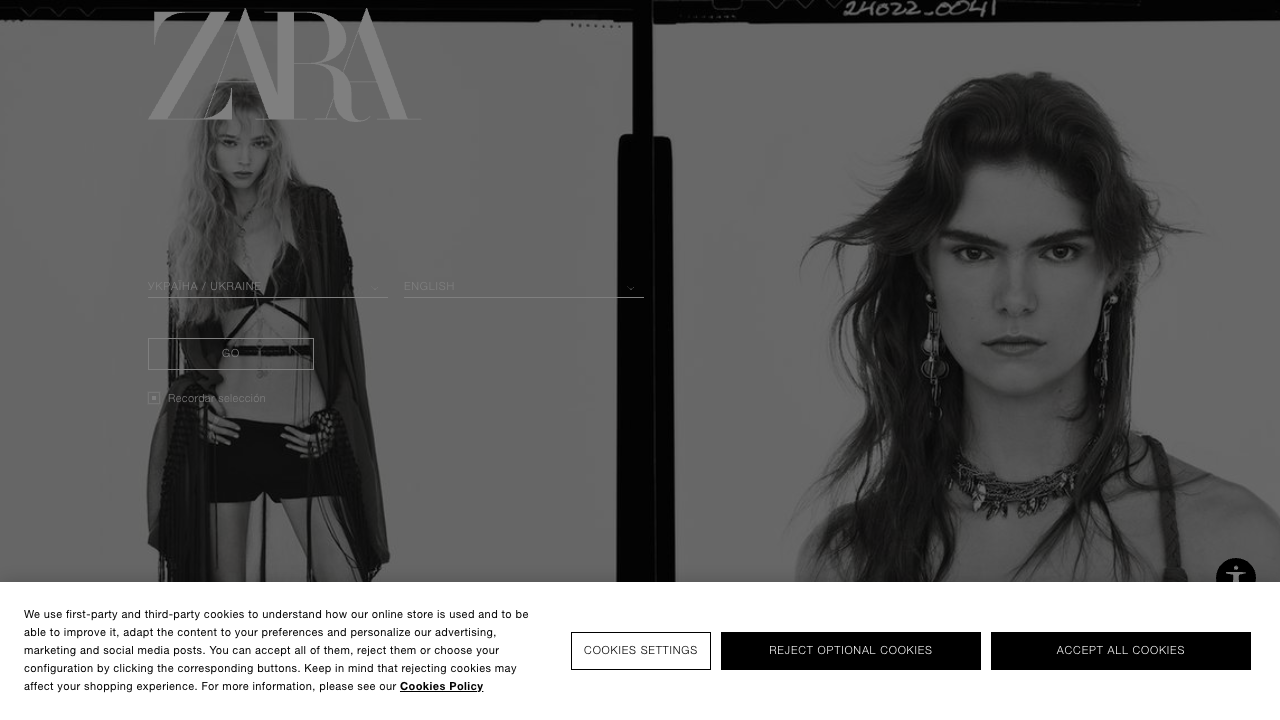 24022_0041
ZARA
УКРАЇНА / UKRAINE
ENGLISH
GO
Recordar selección
We use first-party and third-party cookies to understand how our online store is used and to be
able to improve it, adapt the content to your preferences and personalize our advertising,
marketing and social media posts. You can accept all of them, reject them or choose your
configuration by clicking the corresponding buttons. Keep in mind that rejecting cookies may
affect your shopping experience. For more information, please see our Cookies Policy
COOKIES SETTINGS
REJECT OPTIONAL COOKIES
ACCEPT ALL COOKIES